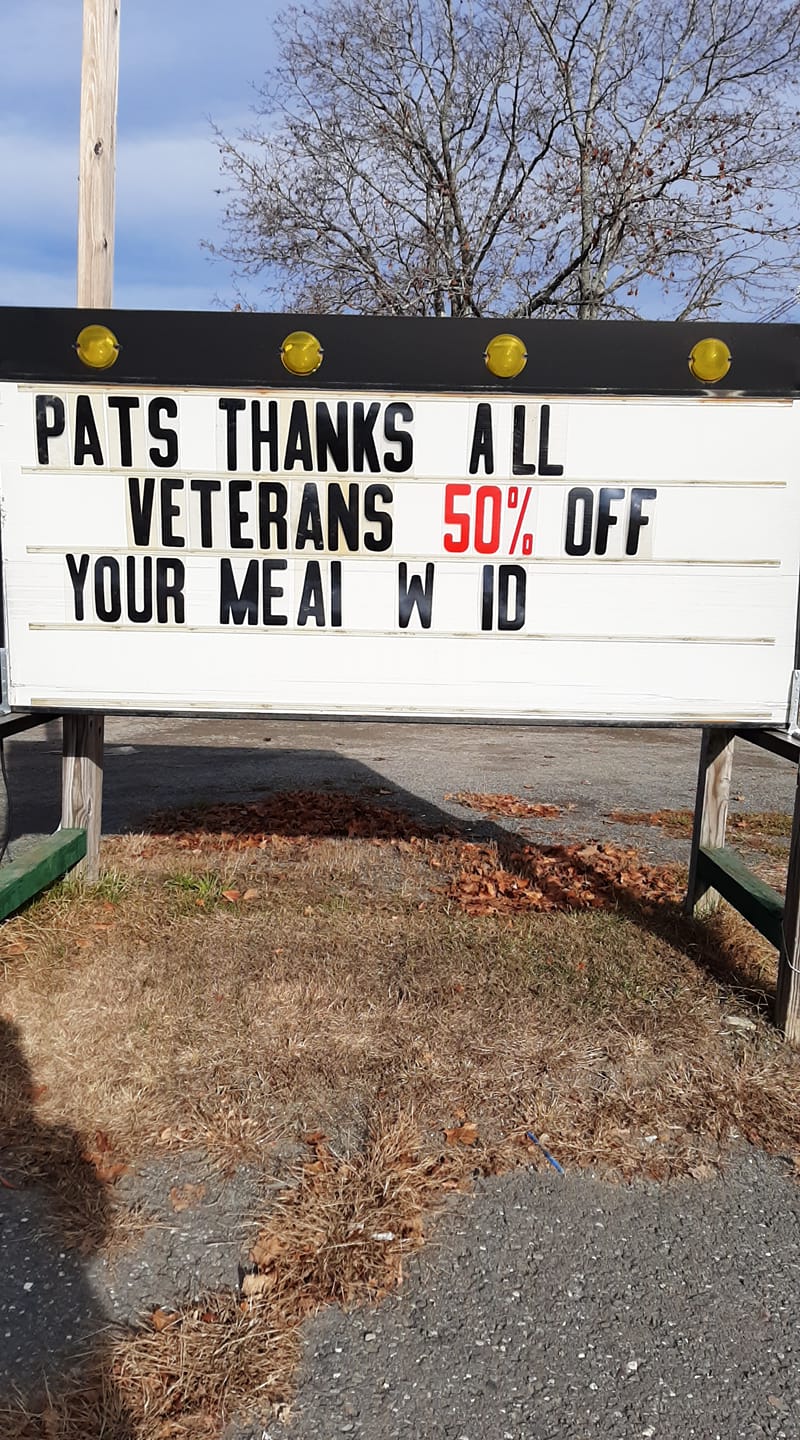 PATS THANKS ALL
VETERANS 50% OFF
YOUR MEAI W ID